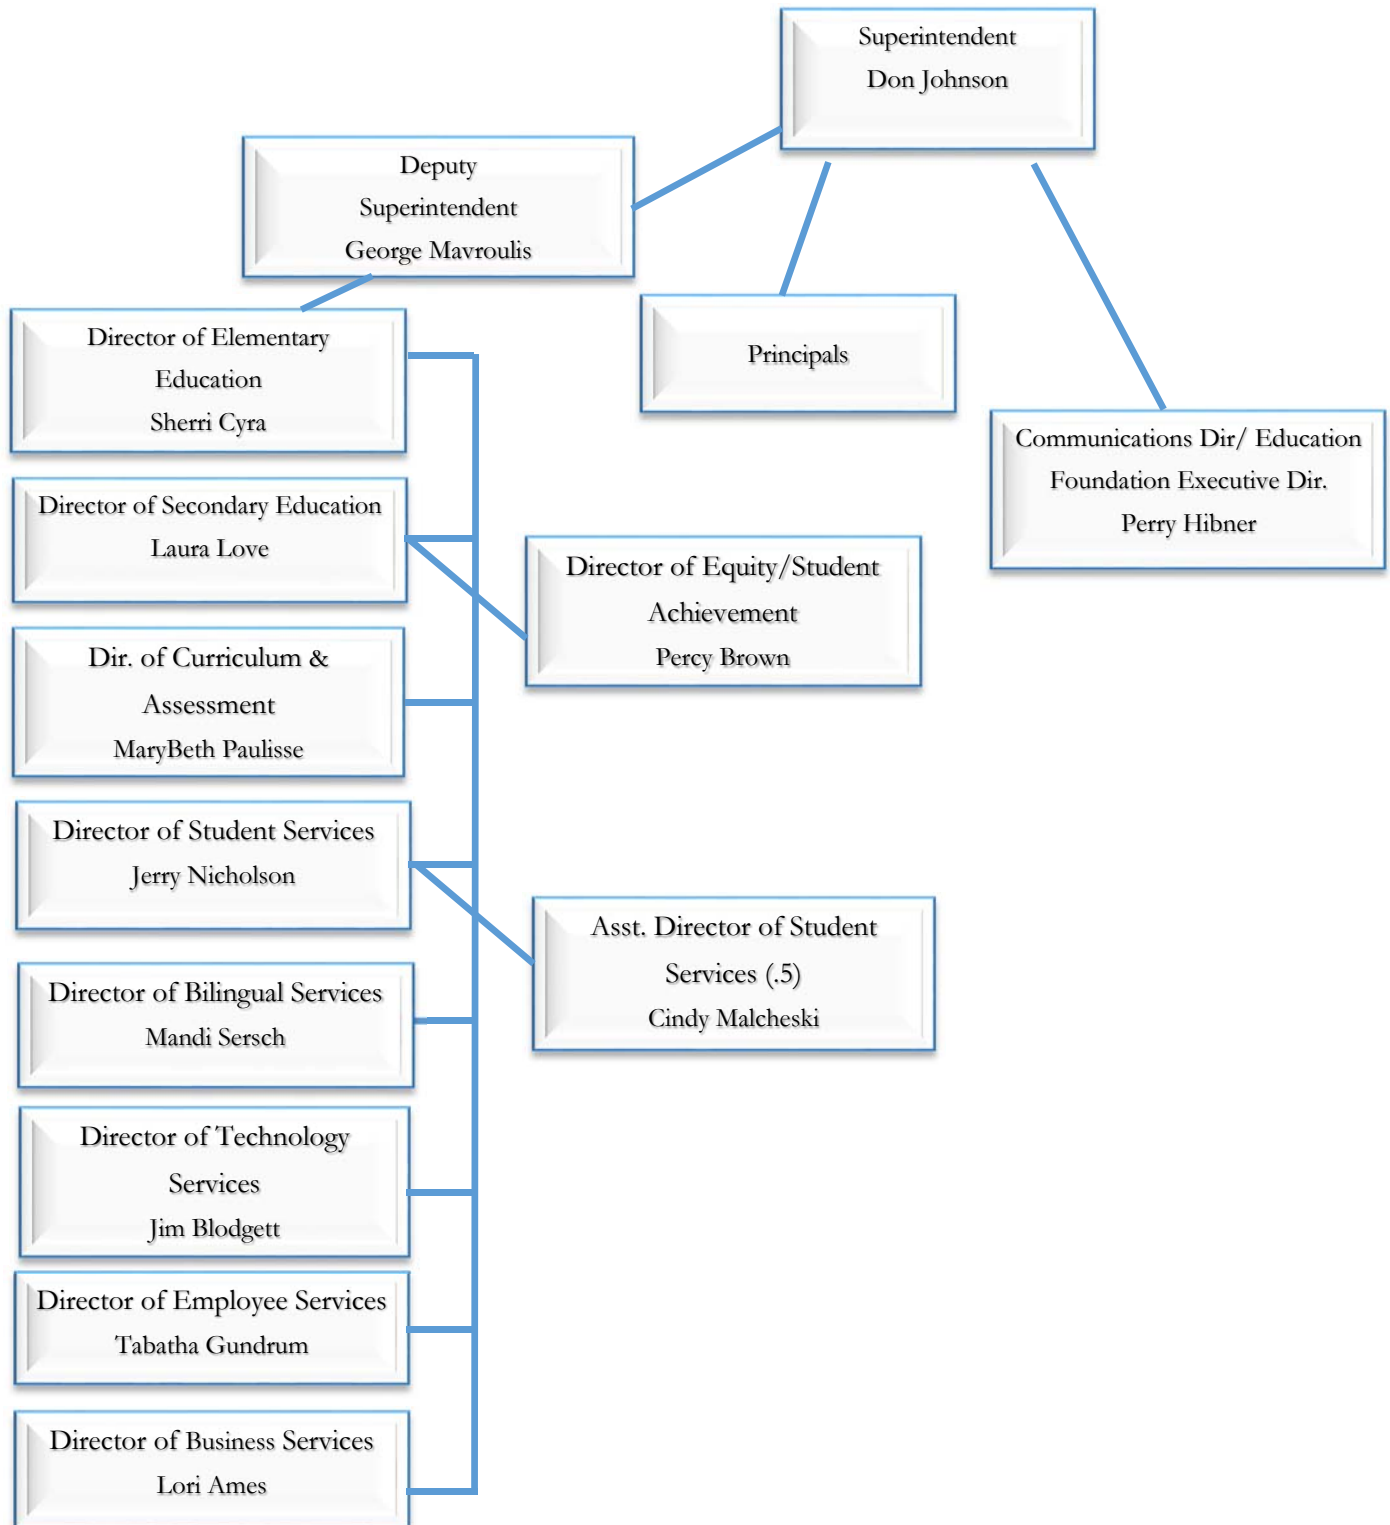 Superintendent
Don Johnson
Deputy
Superintendent
George Mavroulis
Principals
Director of Elementary
Education
Sherri Cyra
Communications Dir/ Education
Foundation Executive Dir.
Perry Hibner
Director of Secondary Education
Laura Love
Director of Equity/Student
Achievement
Percy Brown
Dir. of Curriculum &
Assessment
MaryBeth Paulisse
Director of Student Services
Jerry Nicholson
Asst. Director of Student
Services (.5)
Cindy Malcheski
Director of Bilingual Services
Mandi Sersch
Director of Technology
Services
Jim Blodgett
Director of Employee Services
Tabatha Gundrum
Director of Business Services
Lori Ames